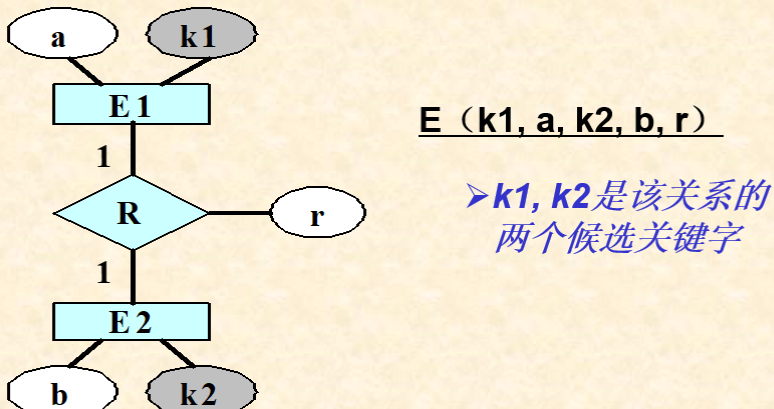 a
k1
E1
1
R
r
1
E2
b
k2
E（k1, a, k2, b, r）
➢k1, k2是该关系的
两个候选关键字